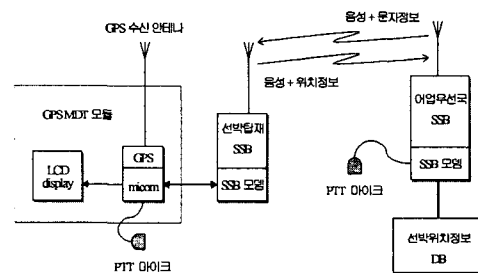 GPS 수신 안테나
음성 + 문자정보
음성 + 위치정보
GPS MDT 모듈
LCD
display
GPS
micom
PTT 마이크
선박탑재
SSB
SSB 모뎀
어업무선국
SSB
SSB 모뎀
PTT 마이크
선박위치정보
DB